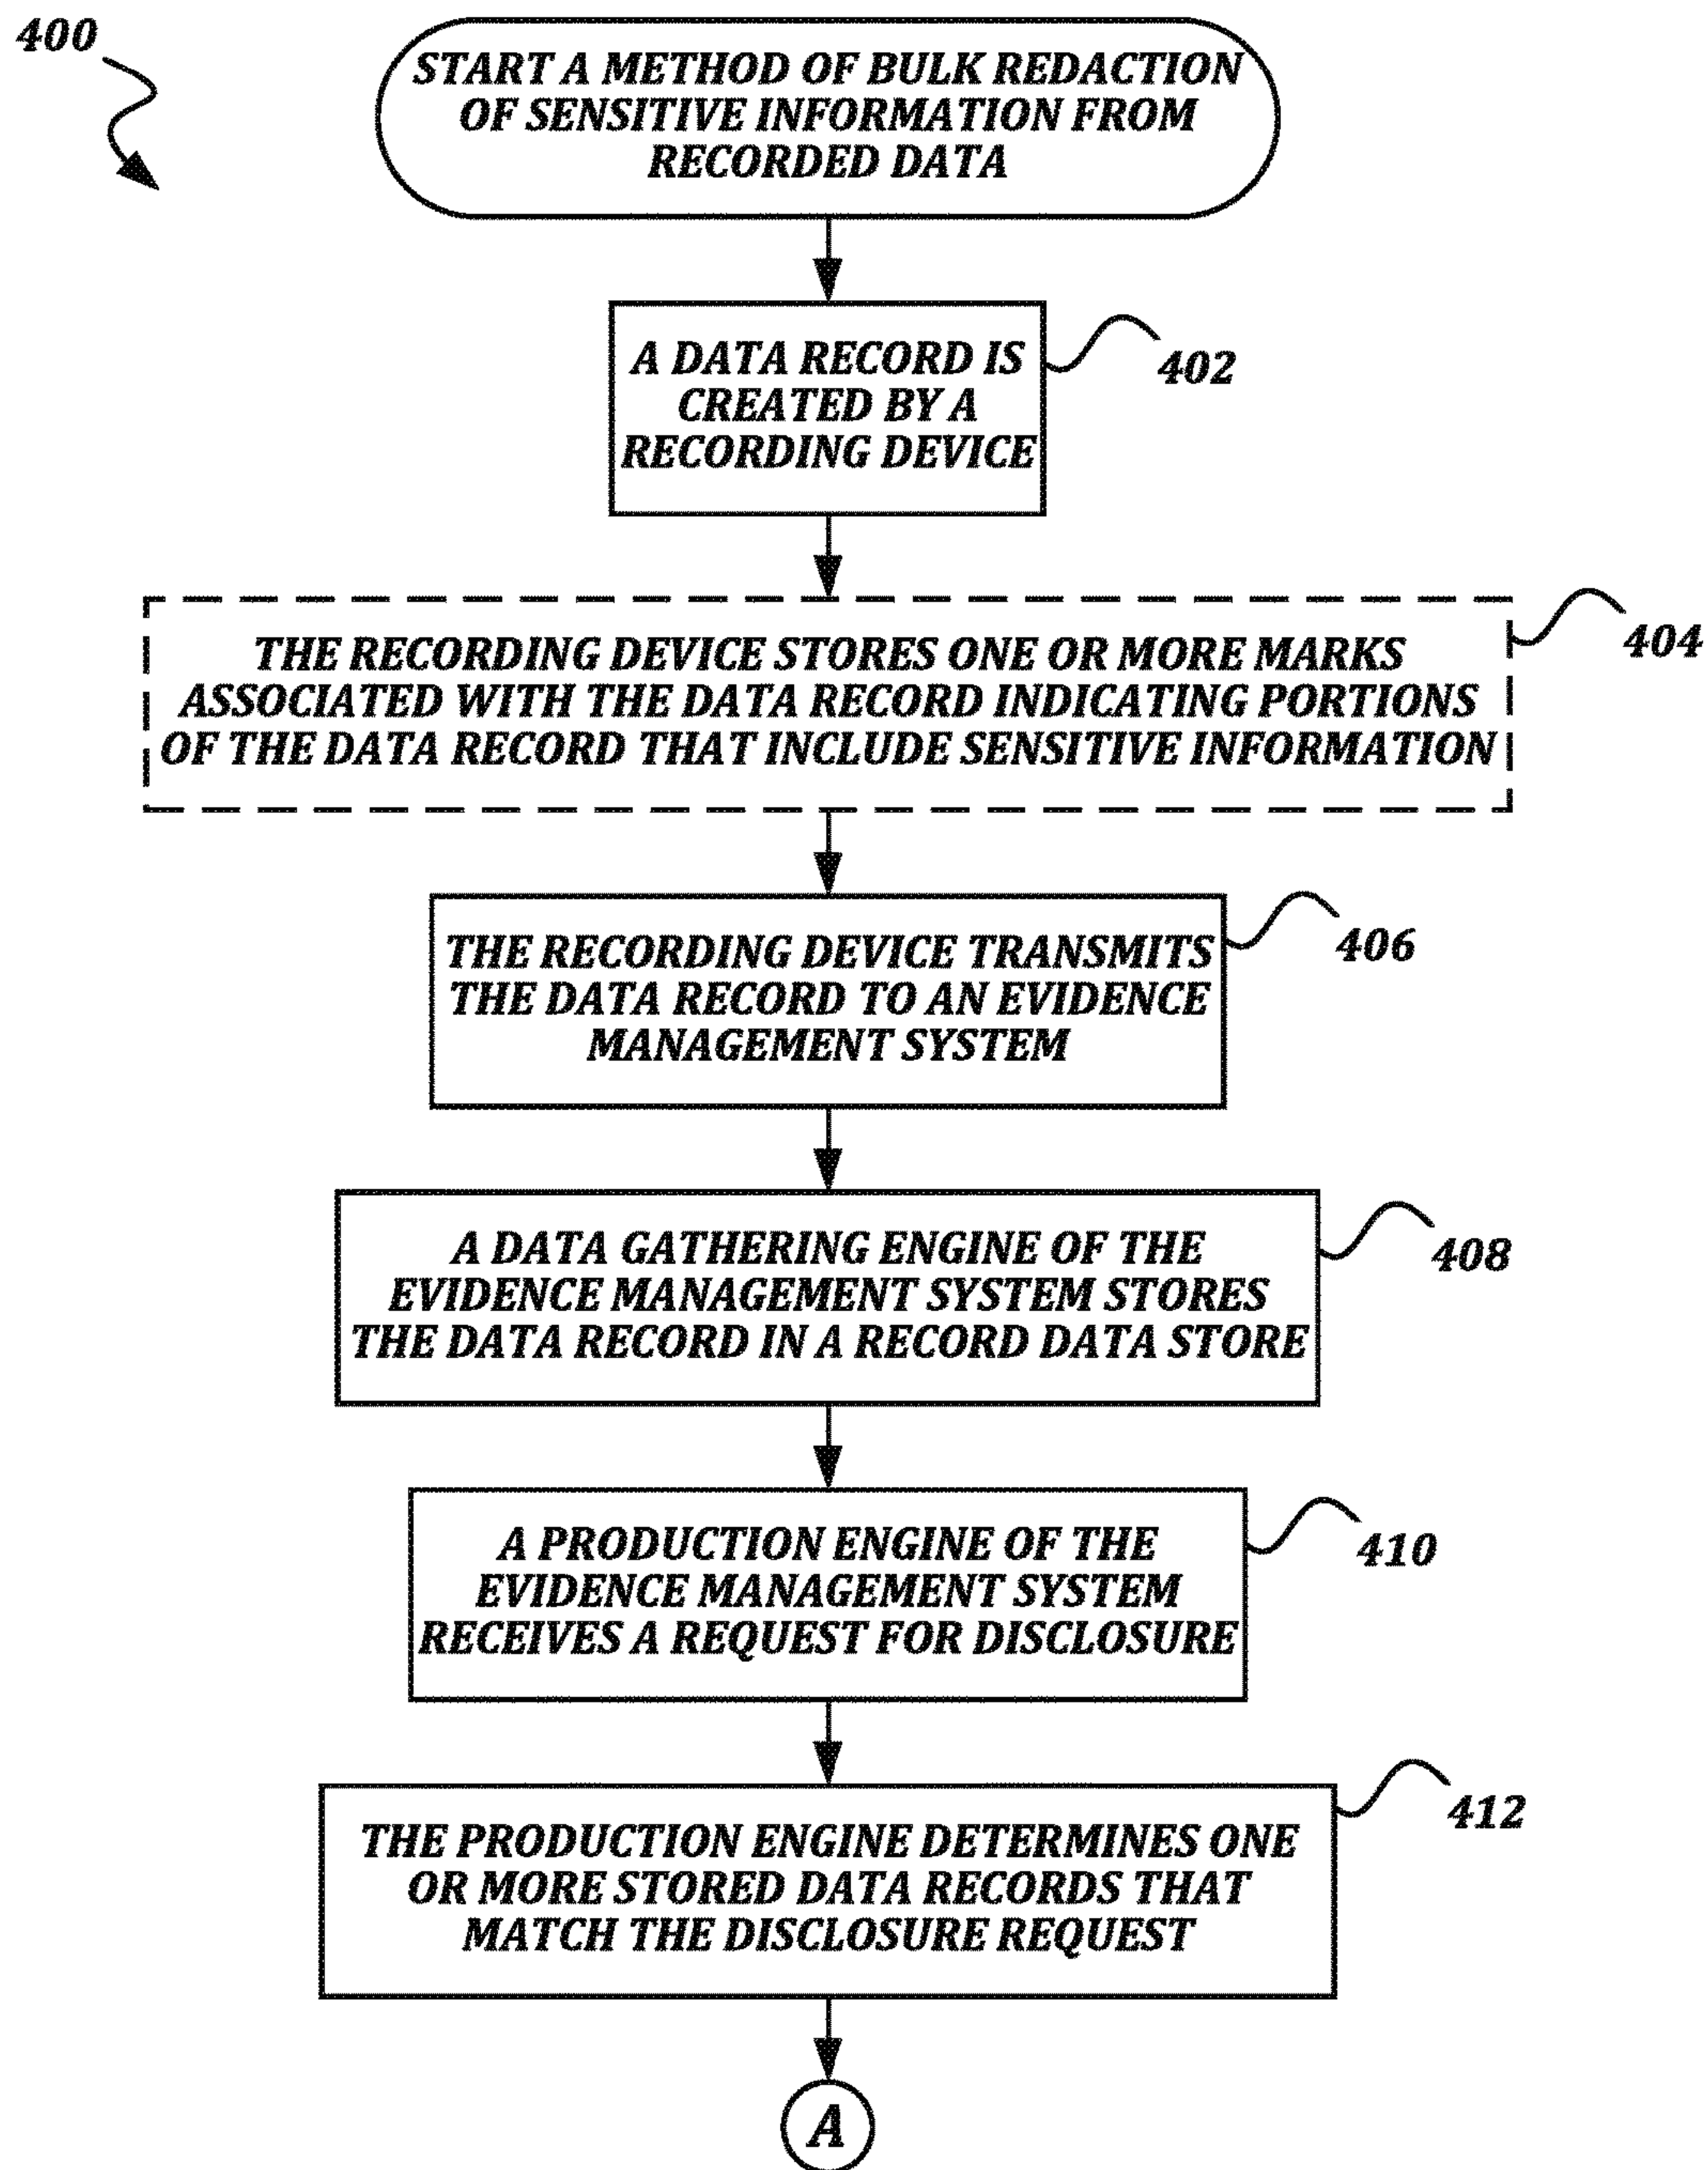 400
START A METHOD OF BULK REDACTION
OF SENSITIVE INFORMATION FROM
RECORDED DATA
A DATA RECORD IS
CREATED BY A
RECORDING DEVICE
402
THE RECORDING DEVICE STORES ONE OR MORE MARKS
ASSOCIATED WITH THE DATA RECORD INDICATING PORTIONS
OF THE DATA RECORD THAT INCLUDE SENSITIVE INFORMATION
404
THE RECORDING DEVICE TRANSMITS
THE DATA RECORD TO AN EVIDENCE
MANAGEMENT SYSTEM
406
A DATA GATHERING ENGINE OF THE
EVIDENCE MANAGEMENT SYSTEM STORES
THE DATA RECORD IN A RECORD DATA STORE
408
A PRODUCTION ENGINE OF THE
EVIDENCE MANAGEMENT SYSTEM
RECEIVES A REQUEST FOR DISCLOSURE
410
THE PRODUCTION ENGINE DETERMINES ONE
OR MORE STORED DATA RECORDS THAT
MATCH THE DISCLOSURE REQUEST
412
A